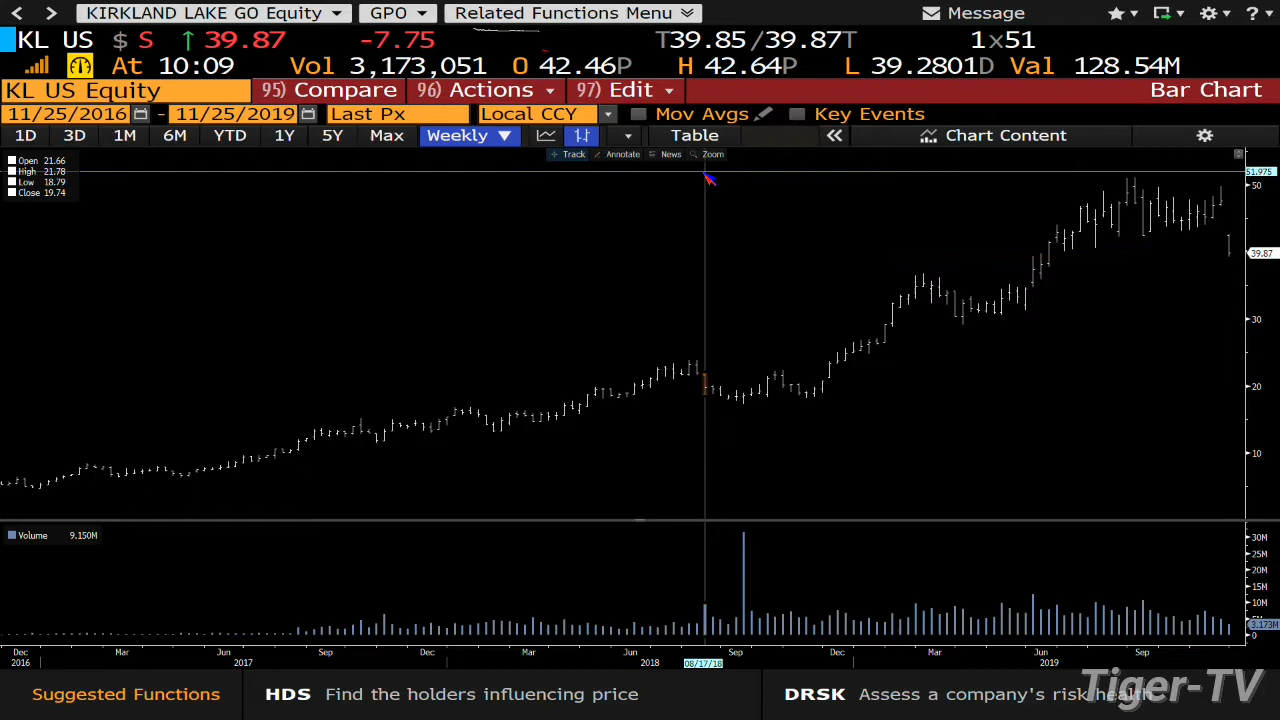 KIRKLAND LAKE GO Equity GPO Related Functions Menu Message
KL US $ S ↑ 39.87 -7.75 T39.85/39.87T 1x51
At 10:09 Vol 3,173,051 O 42.46P H 42.64P L 39.2801D Val 128.54M
KL US Equity 95) Compare 96) Actions 97) Edit Bar Chart
11/25/2016 - 11/25/2019 Last Px Local CCY Mov Avgs Key Events
1D 3D 1M 6M YTD 1Y 5Y Max Weekly ▼ Table « Chart Content
Track Annotate News Zoom
Open 21.66
High 21.78
Low 18.79
Close 19.74
51.975
50
39.87
30
20
10
Volume 9.150M
30M
25M
20M
15M
10M
3.173M
0
Dec Mar Jun Sep Dec Mar Jun Sep Dec Mar Jun Sep
2016 2017 2018 08/17/18 2019
Suggested Functions HDS Find the holders influencing price DRSK Assess a company's risk health
Tiger-TV